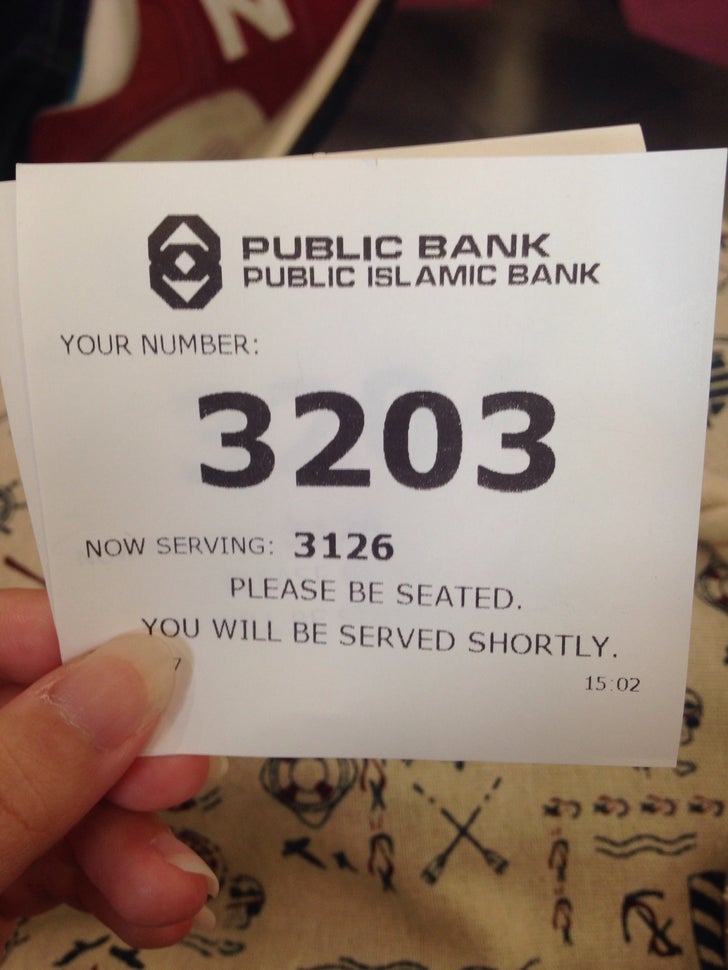 N
PUBLIC BANK
PUBLIC ISLAMIC BANK
YOUR NUMBER:
3203
NOW SERVING: 3126
PLEASE BE SEATED.
YOU WILL BE SERVED SHORTLY.
7
15:02